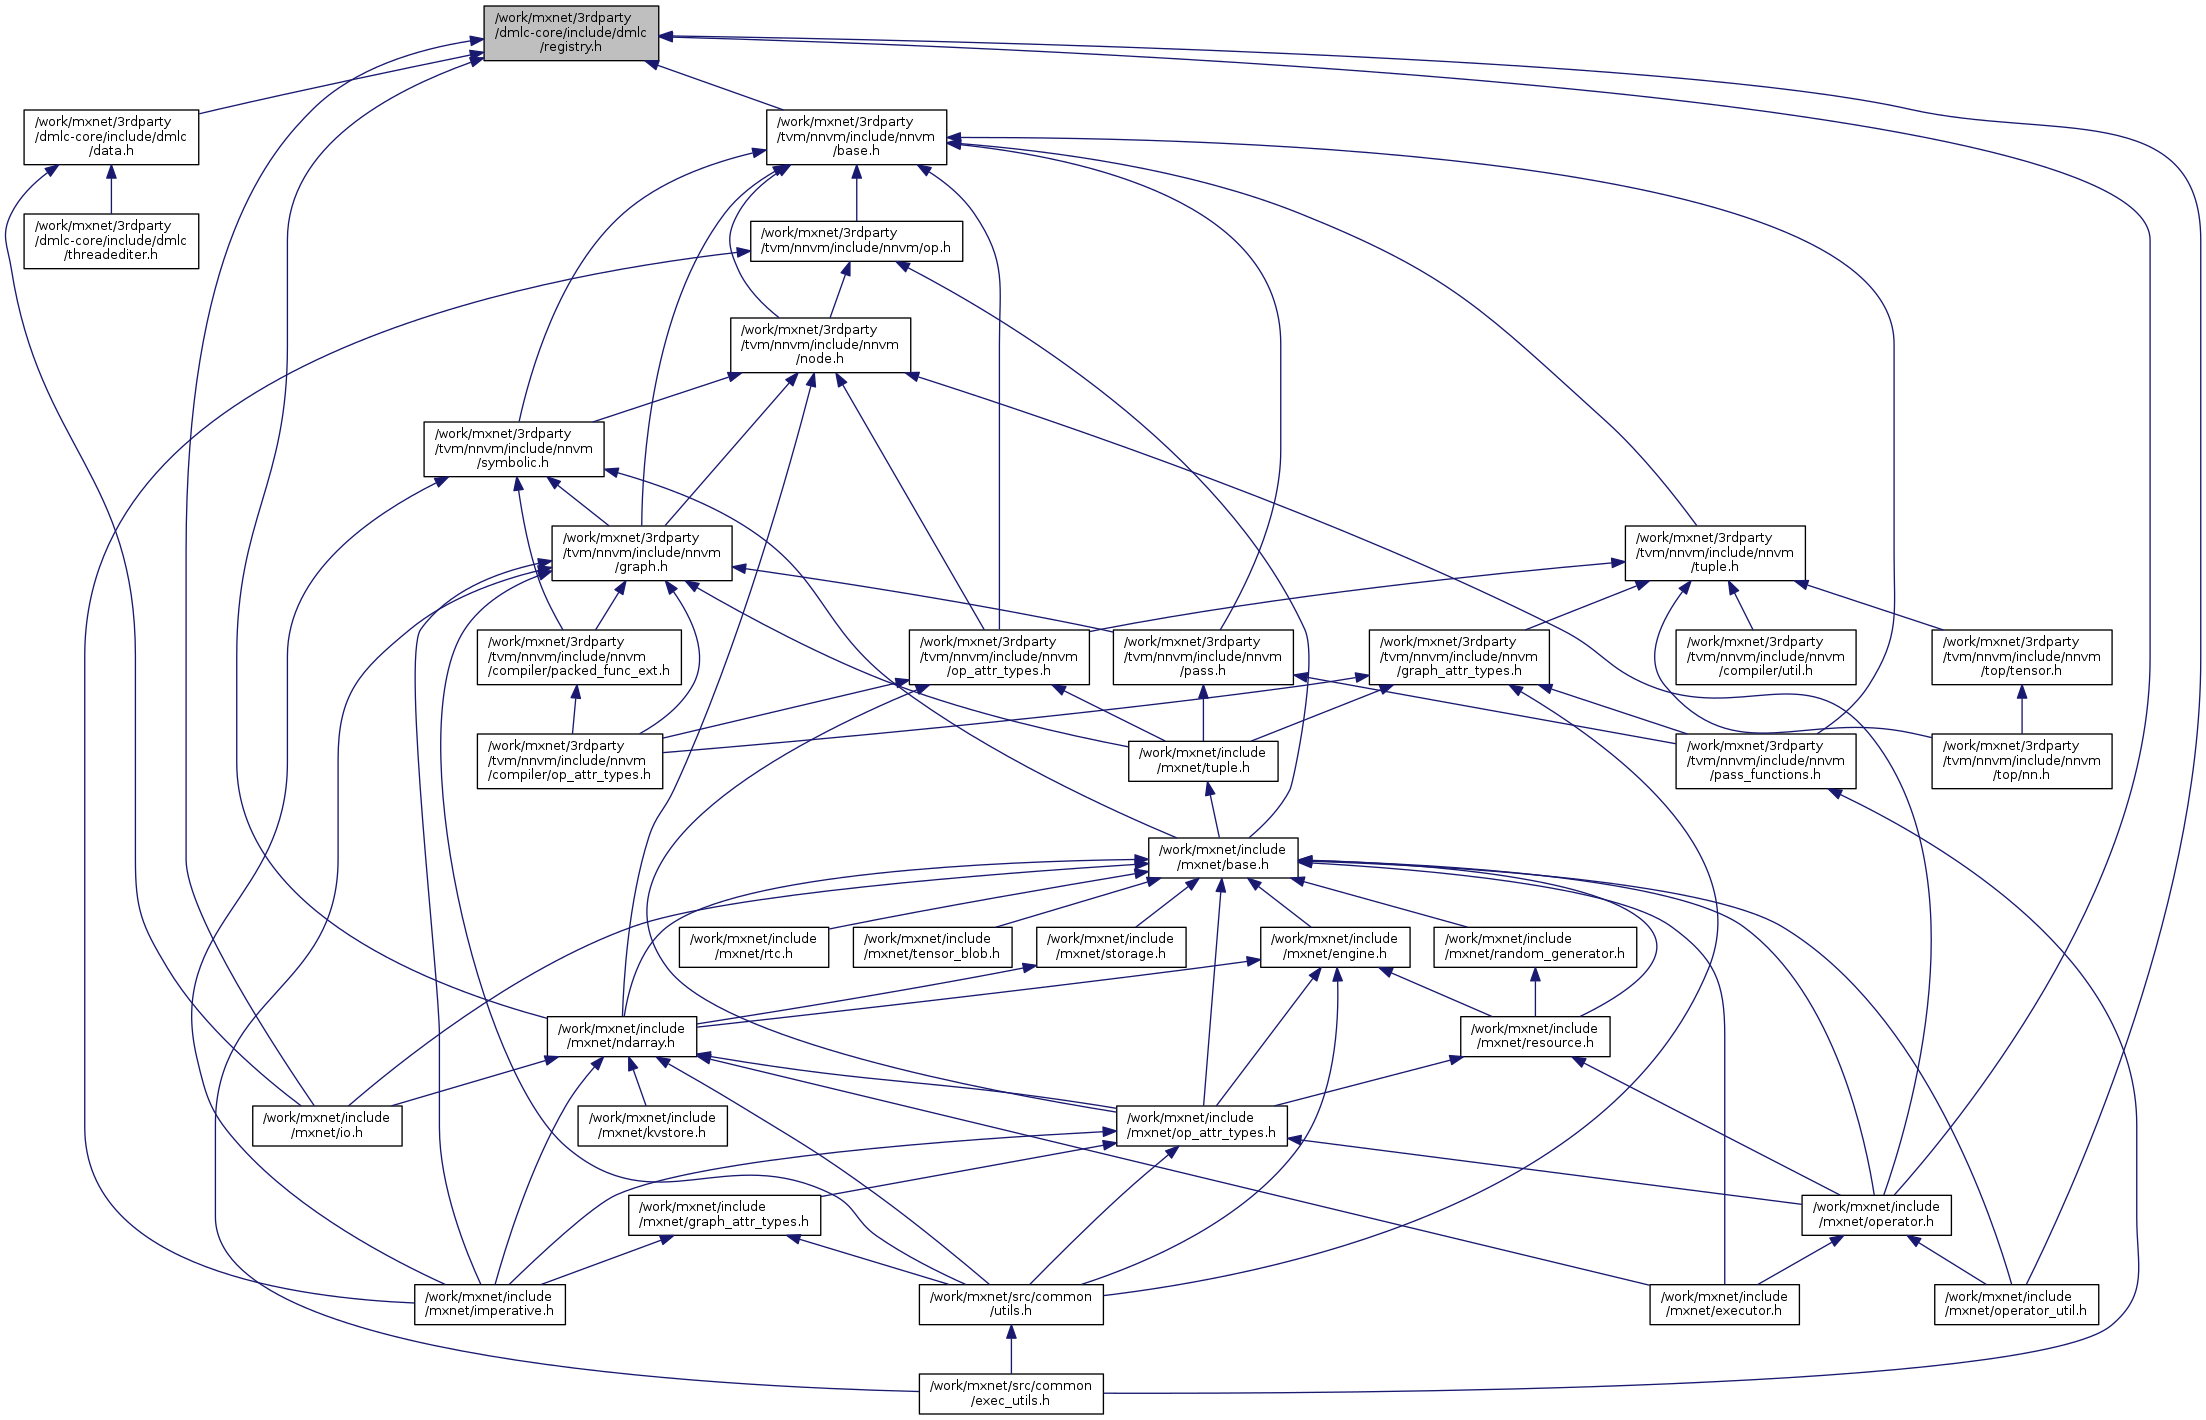 /work/mxnet/3rdparty
/dmlc-core/include/dmlc
/registry.h
/work/mxnet/3rdparty
/dmlc-core/include/dmlc
/data.h
/work/mxnet/3rdparty
/tvm/nnvm/include/nnvm
/base.h
/work/mxnet/3rdparty
/dmlc-core/include/dmlc
/threadediter.h
/work/mxnet/3rdparty
/tvm/nnvm/include/nnvm/op.h
/work/mxnet/3rdparty
/tvm/nnvm/include/nnvm
/node.h
/work/mxnet/3rdparty
/tvm/nnvm/include/nnvm
/symbolic.h
/work/mxnet/3rdparty
/tvm/nnvm/include/nnvm
/graph.h
/work/mxnet/3rdparty
/tvm/nnvm/include/nnvm
/tuple.h
/work/mxnet/3rdparty
/tvm/nnvm/include/nnvm
/compiler/packed_func_ext.h
/work/mxnet/3rdparty
/tvm/nnvm/include/nnvm
/op_attr_types.h
/work/mxnet/3rdparty
/tvm/nnvm/include/nnvm
/pass.h
/work/mxnet/3rdparty
/tvm/nnvm/include/nnvm
/graph_attr_types.h
/work/mxnet/3rdparty
/tvm/nnvm/include/nnvm
/compiler/util.h
/work/mxnet/3rdparty
/tvm/nnvm/include/nnvm
/top/tensor.h
/work/mxnet/3rdparty
/tvm/nnvm/include/nnvm
/compiler/op_attr_types.h
/work/mxnet/include
/mxnet/tuple.h
/work/mxnet/3rdparty
/tvm/nnvm/include/nnvm
/pass_functions.h
/work/mxnet/3rdparty
/tvm/nnvm/include/nnvm
/top/nn.h
/work/mxnet/include
/mxnet/base.h
/work/mxnet/include
/mxnet/rtc.h
/work/mxnet/include
/mxnet/tensor_blob.h
/work/mxnet/include
/mxnet/storage.h
/work/mxnet/include
/mxnet/engine.h
/work/mxnet/include
/mxnet/random_generator.h
/work/mxnet/include
/mxnet/ndarray.h
/work/mxnet/include
/mxnet/resource.h
/work/mxnet/include
/mxnet/io.h
/work/mxnet/include
/mxnet/kvstore.h
/work/mxnet/include
/mxnet/op_attr_types.h
/work/mxnet/include
/mxnet/graph_attr_types.h
/work/mxnet/include
/mxnet/operator.h
/work/mxnet/include
/mxnet/imperative.h
/work/mxnet/src/common
/utils.h
/work/mxnet/include
/mxnet/executor.h
/work/mxnet/include
/mxnet/operator_util.h
/work/mxnet/src/common
/exec_utils.h